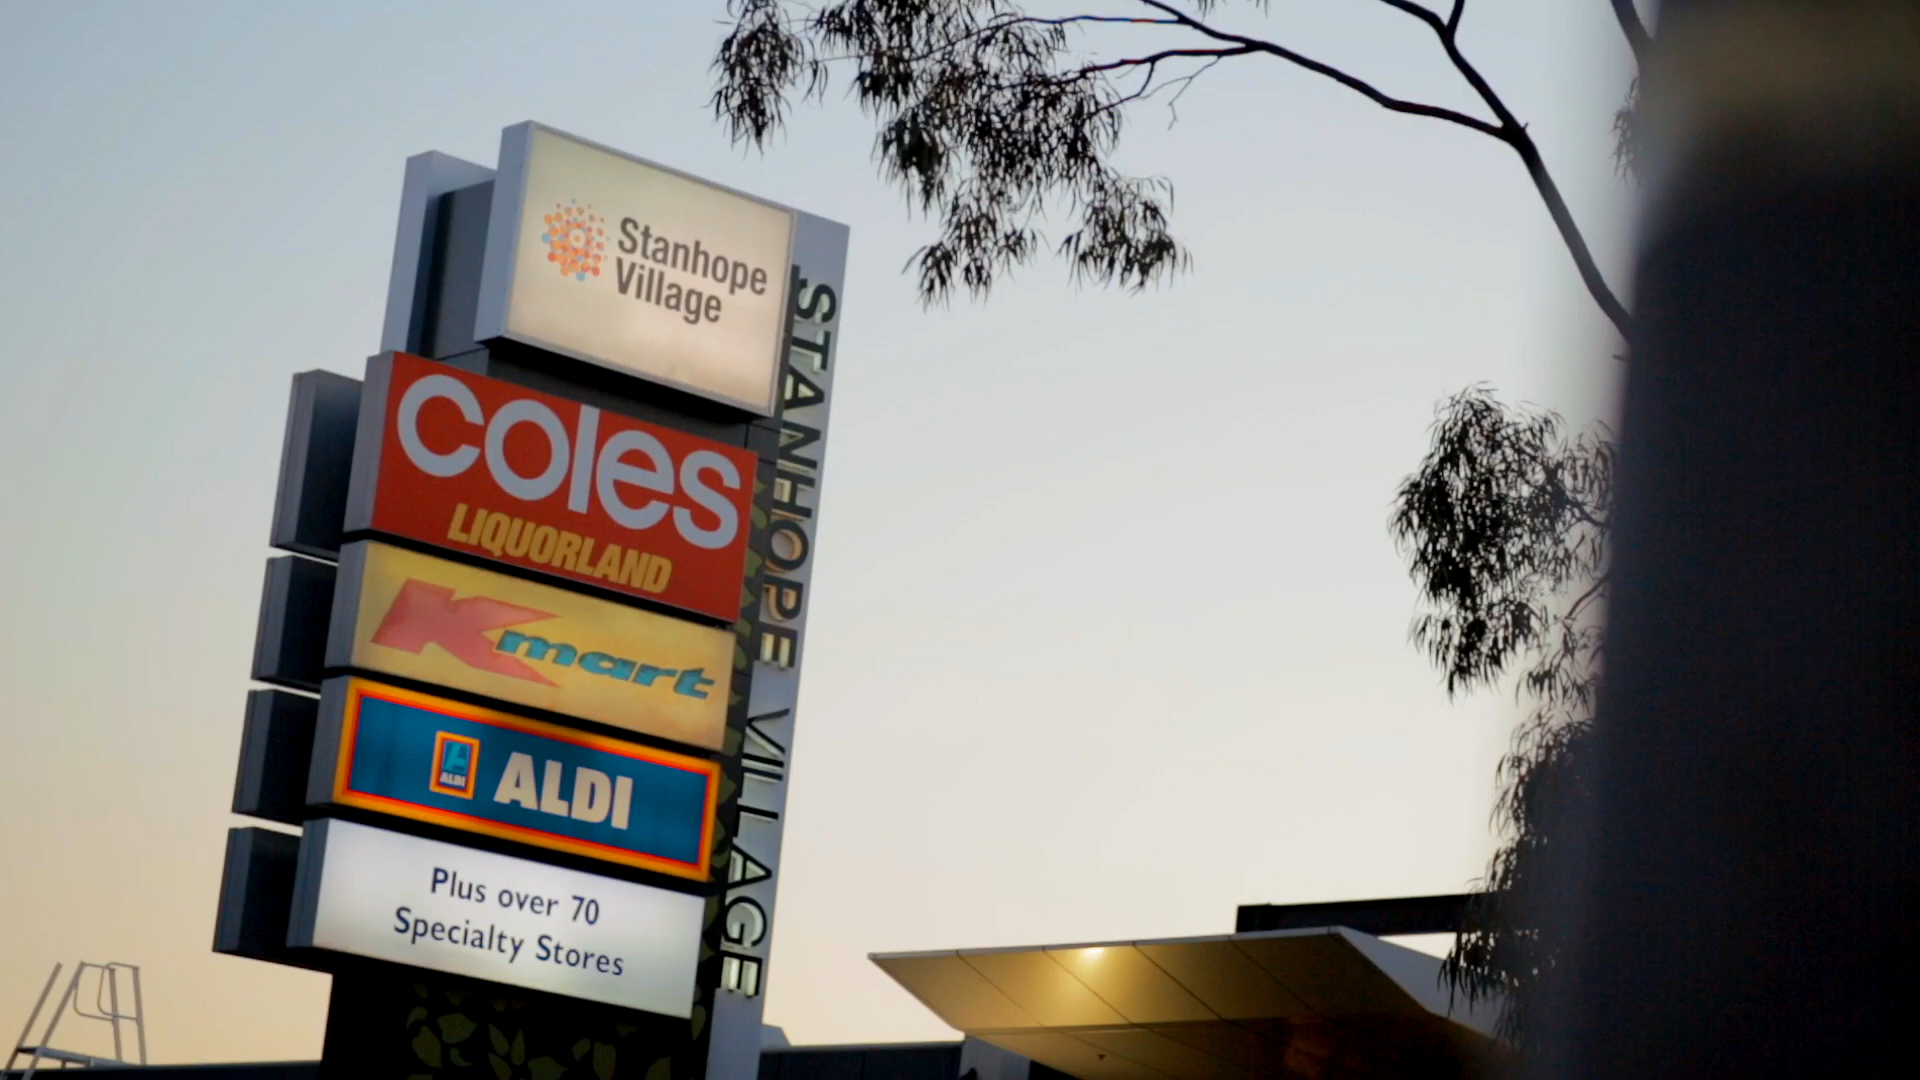 Stanhope
Village
coles
LIQUORLAND
Kmart
ALDI
ALDI
Plus over 70
Specialty Stores
STANHOPE VILLAGE